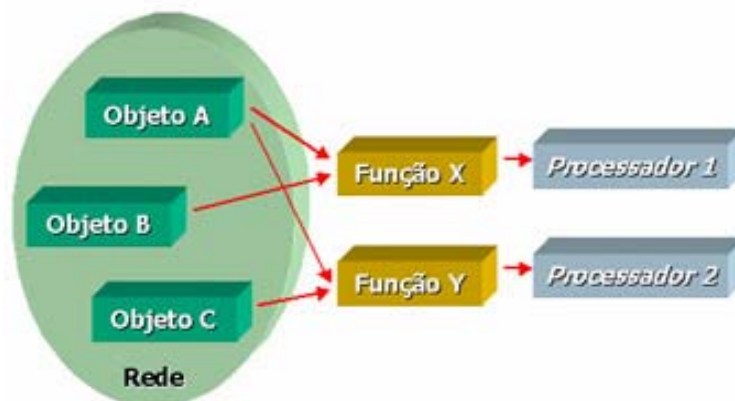 Objeto A
Função X
Processador 1
Objeto B
Função Y
Processador 2
Objeto C
Rede